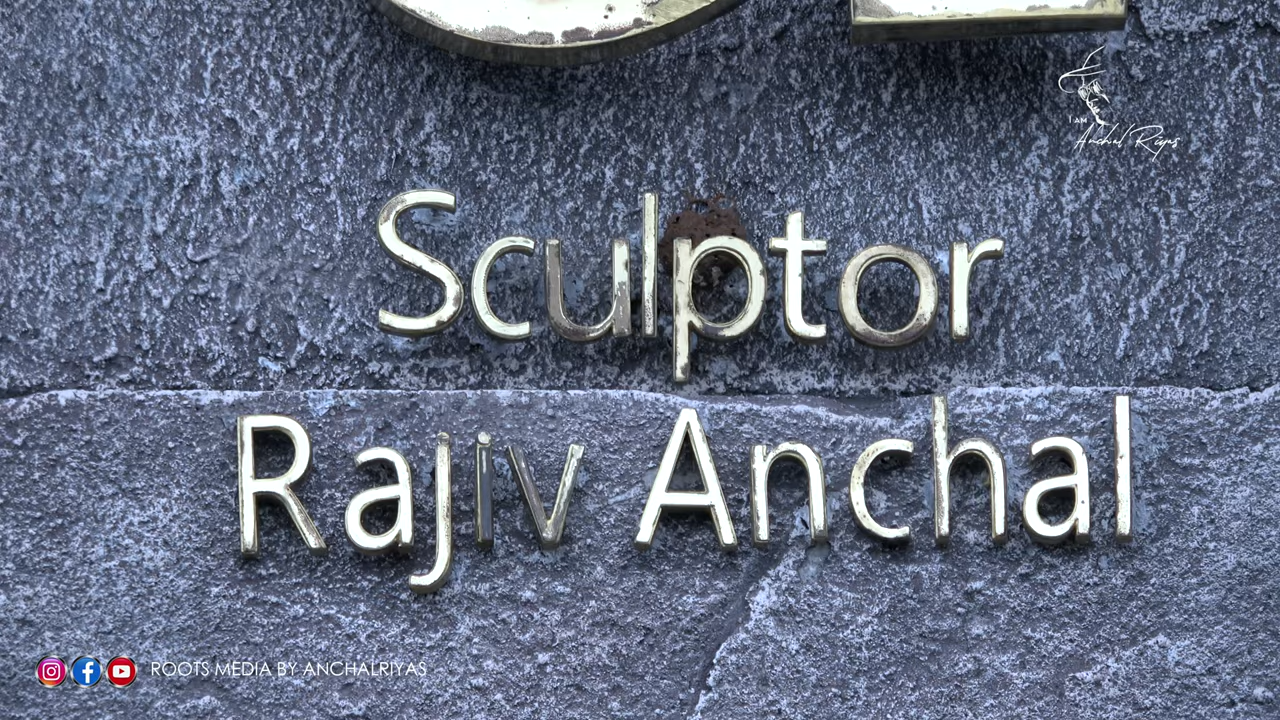 I AM
Anchal Riyas
Sculptor
Rajiv Anchal
ROOTS MEDIA BY ANCHALRIYAS